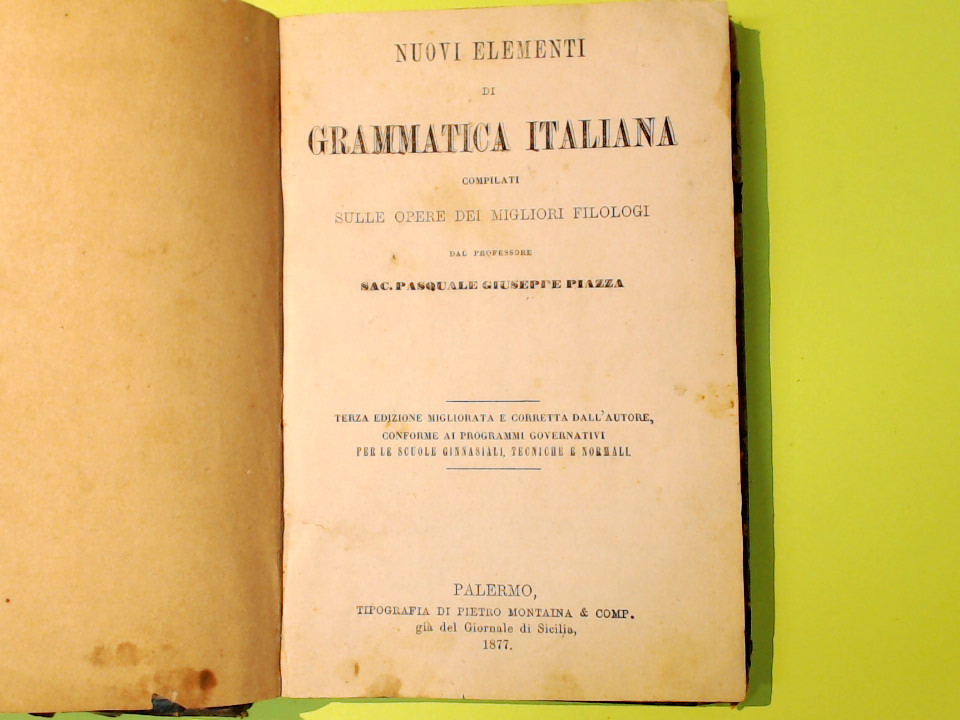 NUOVI ELEMENTI
DI
GRAMMATICA ITALIANA
COMPILATI
SULLE OPERE DEI MIGLIORI FILOLOGI
DAL PROFESSORE
SAC. PASQUALE GIUSEPPE PIAZZA
TERZA EDIZIONE MIGLIORATA E CORRETTA DALL'AUTORE,
CONFORME AI PROGRAMMI GOVERNATIVI
PER LE SCUOLE GINNASIALI, TECNICHE E NORMALI.
PALERMO,
TIPOGRAFIA DI PIETRO MONTAINA & COMP.
già del Giornale di Sicilia,
1877.